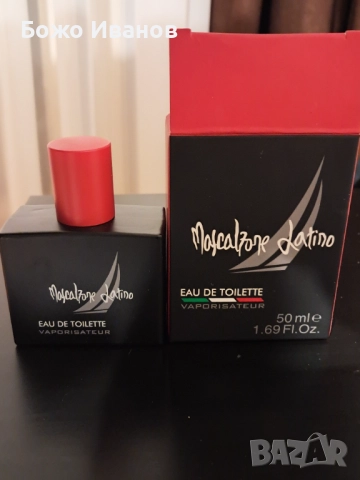 Божо Иванов
Mascalzone Latino
EAU DE TOILETTE
VAPORISATEUR
Mascalzone Latino
EAU DE TOILETTE
VAPORISATEUR
50 ml e
1.69 Fl.Oz.
BAZAR
bg